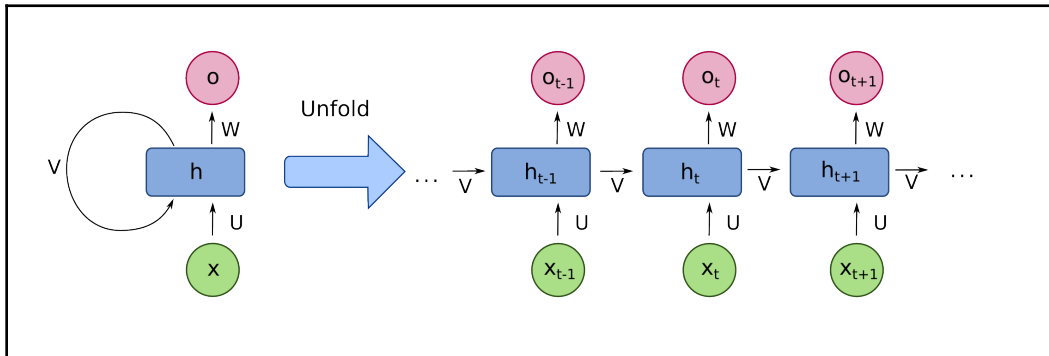 o
W
V
h
U
x
Unfold
...
V
o_{t-1}
W
h_{t-1}
V
U
x_{t-1}
o_t
W
h_t
V
U
x_t
o_{t+1}
W
h_{t+1}
V
U
x_{t+1}
...